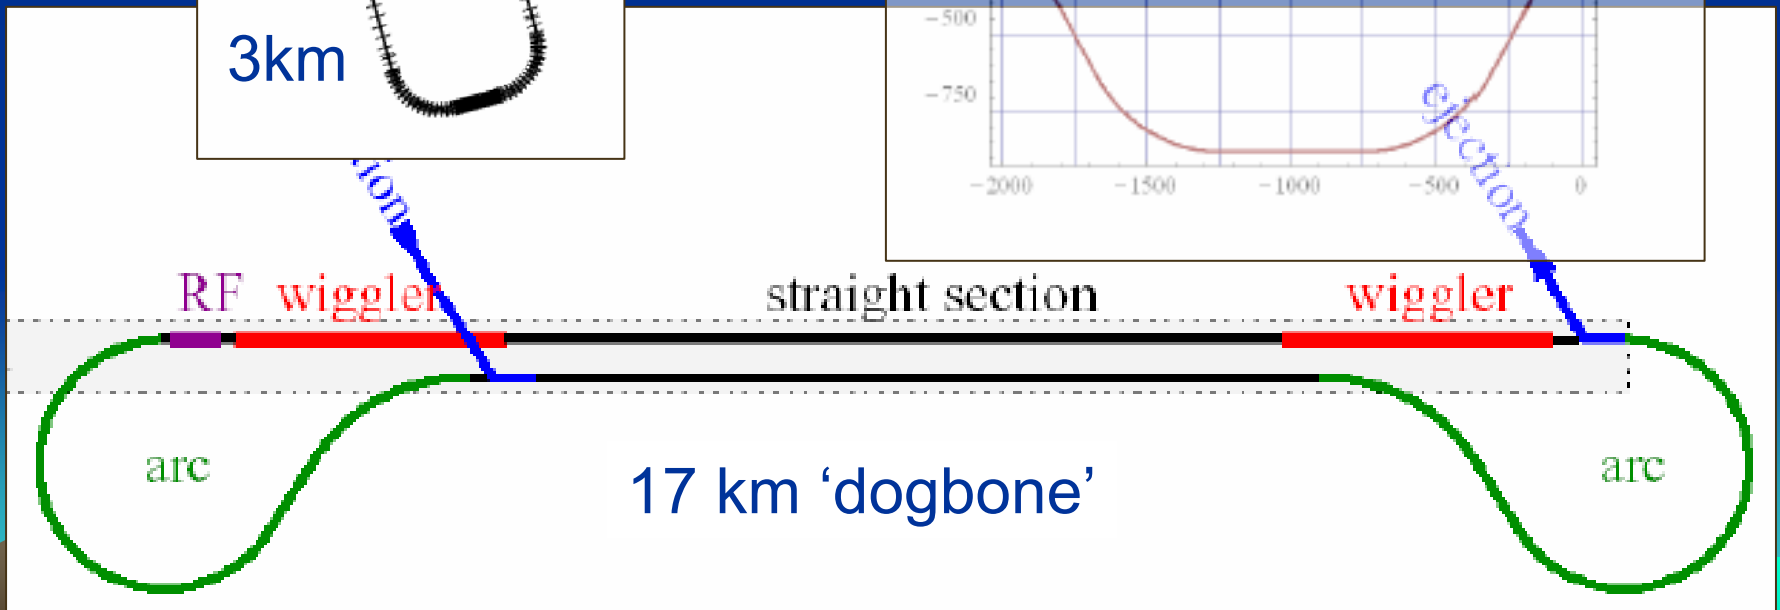 3km
−500
−750
−2000
−1500
−1000
−500
0
ejection
RF
wiggler
straight section
wiggler
arc
arc
17 km ‘dogbone’